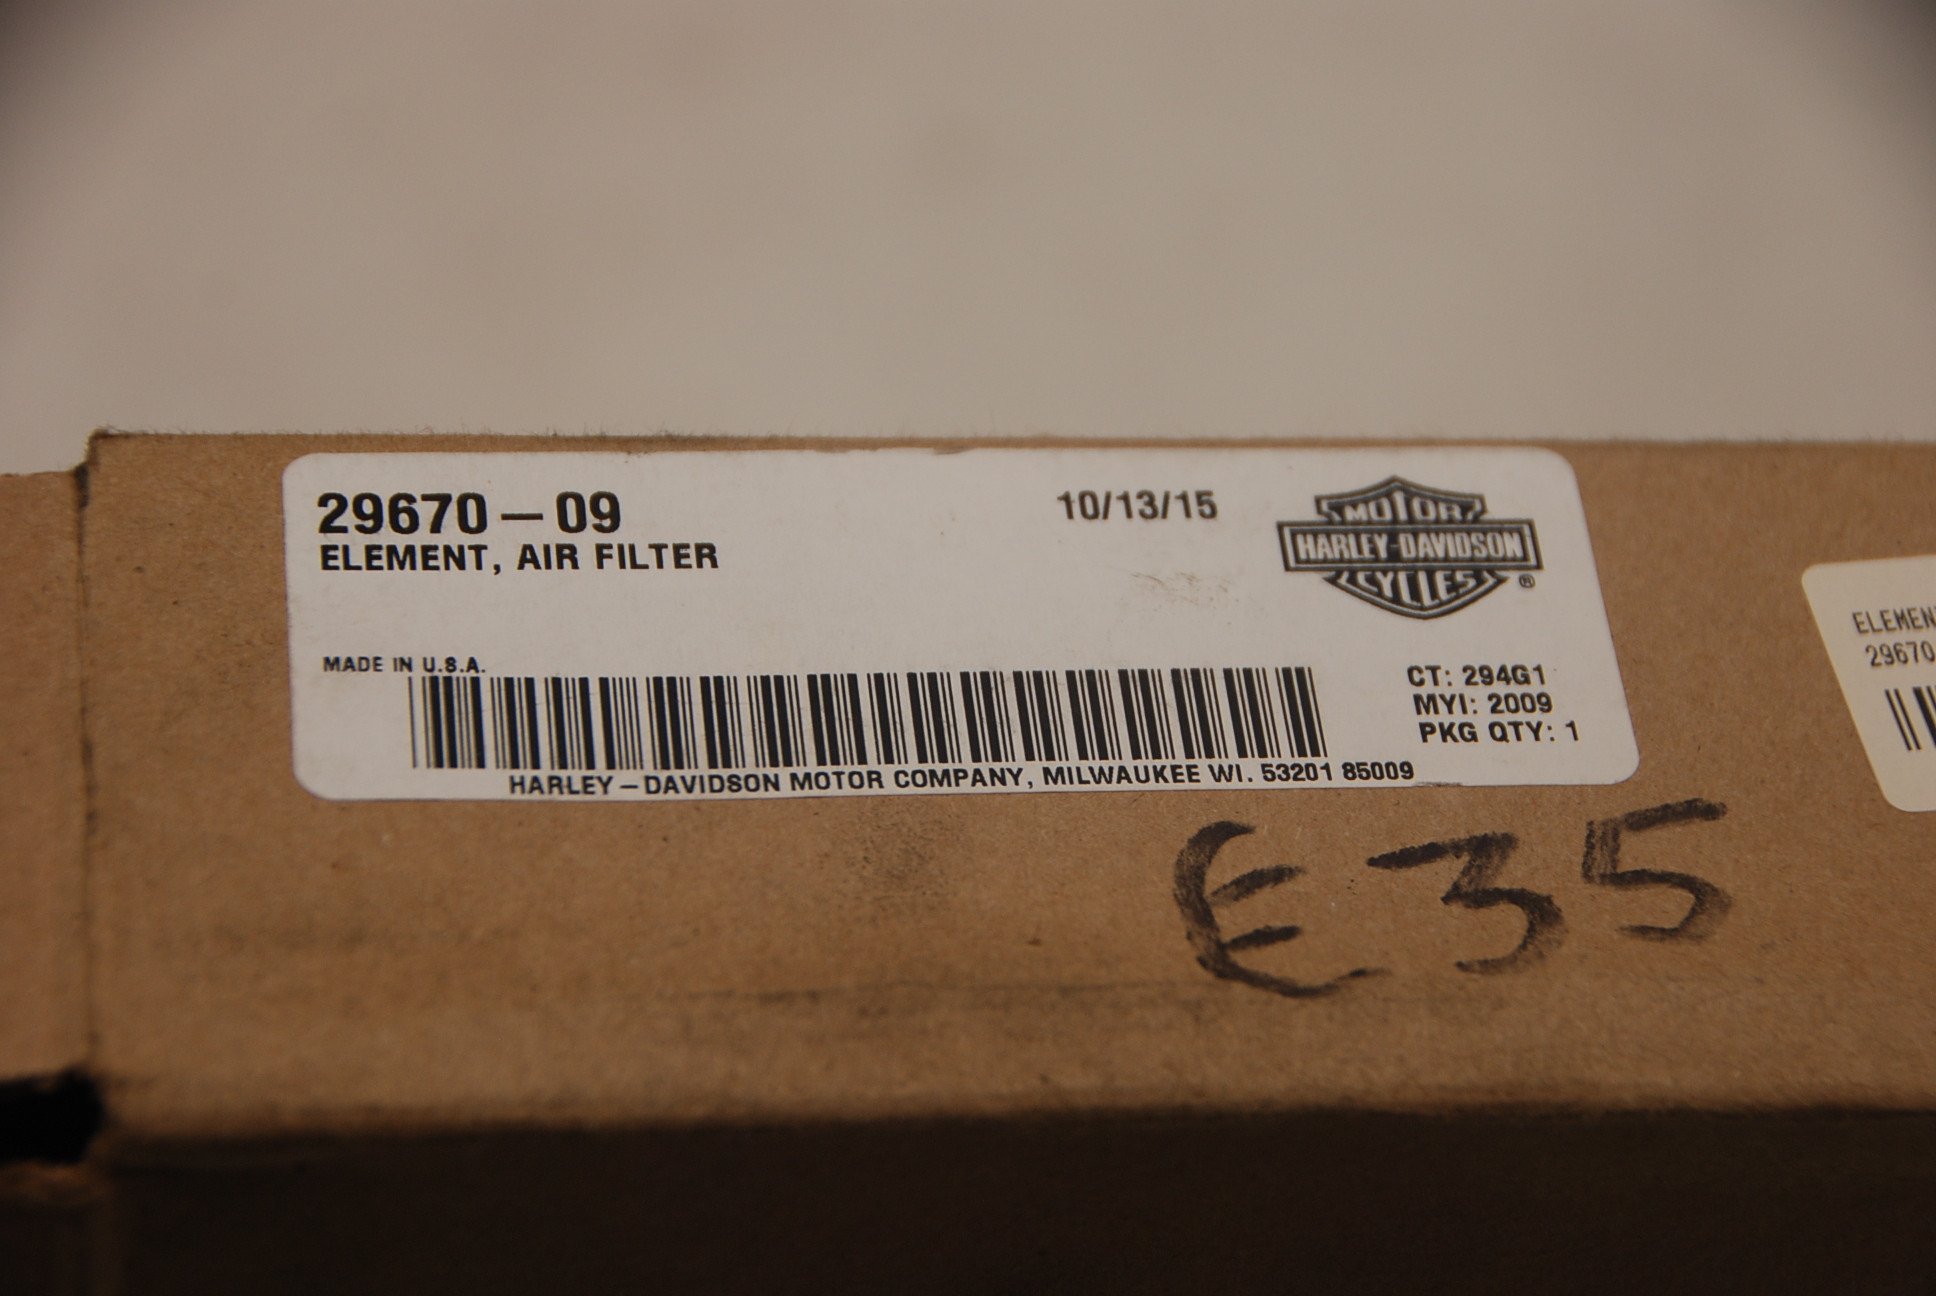 29670-09
ELEMENT, AIR FILTER
10/13/15
MOTOR
HARLEY-DAVIDSON
CYCLES
®
MADE IN U.S.A.
CT: 294G1
MYI: 2009
PKG QTY: 1
HARLEY-DAVIDSON MOTOR COMPANY, MILWAUKEE WI. 53201 85009
ELEMEN
29670
E35